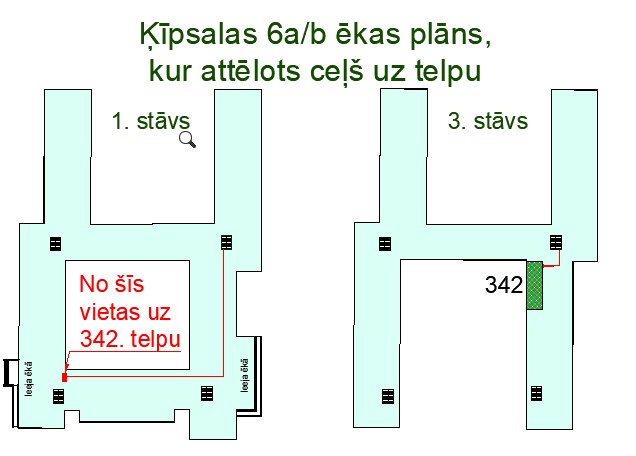 Ķīpsalas 6a/b ēkas plāns,
kur attēlots ceļš uz telpu
1. stāvs
3. stāvs
No šīs
vietas uz
342. telpu
342
Ieeja ēkā
Ieeja ēkā